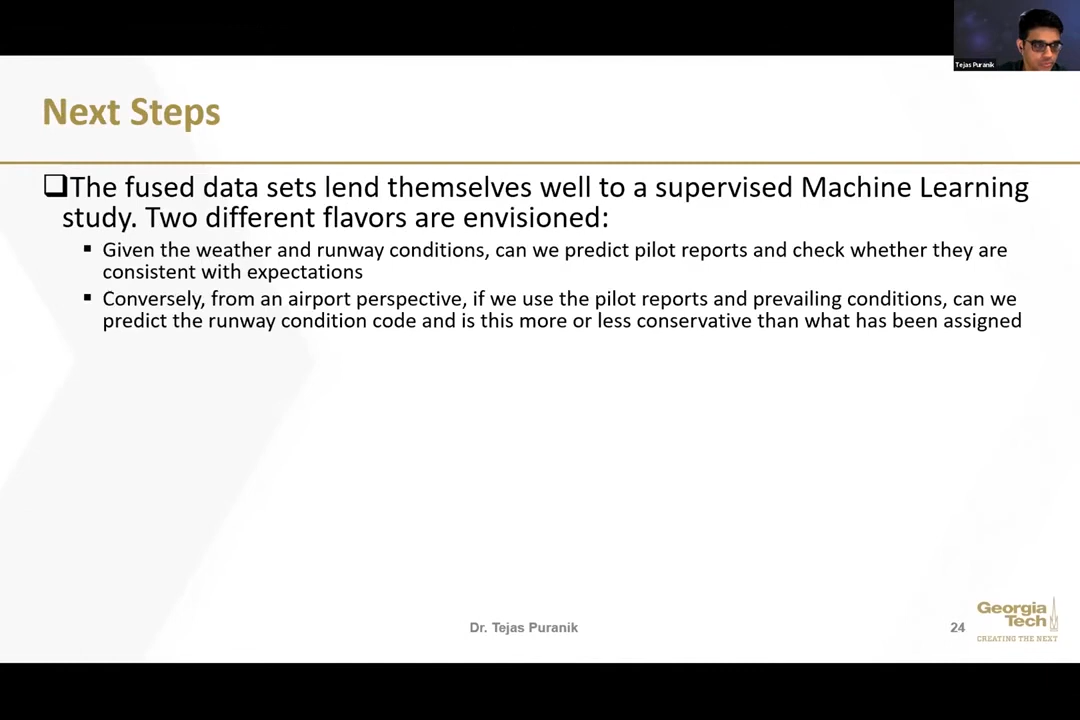 Tejas Puranik
Next Steps
❑The fused data sets lend themselves well to a supervised Machine Learning
study. Two different flavors are envisioned:
▪ Given the weather and runway conditions, can we predict pilot reports and check whether they are
consistent with expectations
▪ Conversely, from an airport perspective, if we use the pilot reports and prevailing conditions, can we
predict the runway condition code and is this more or less conservative than what has been assigned
Dr. Tejas Puranik
24
Georgia
Tech
CREATING THE NEXT